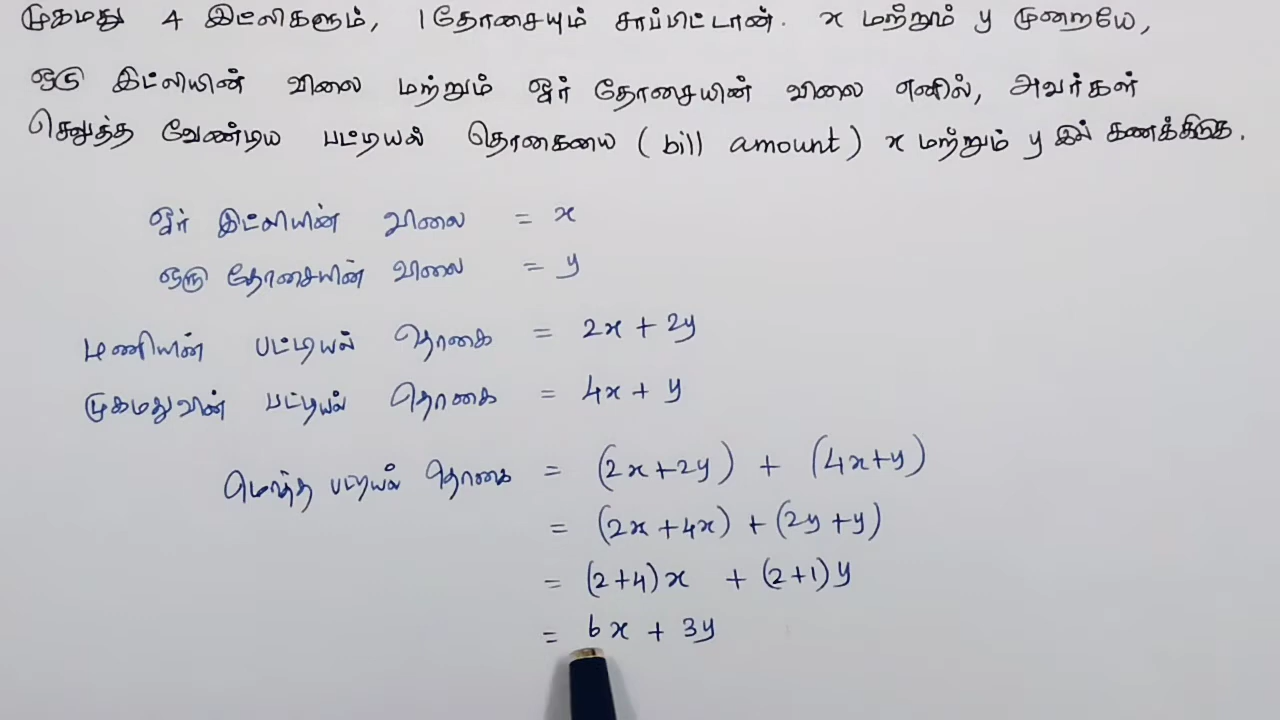 முகமது 4 இட்லிகளும், 1 தோசையும் சாப்பிட்டான். x மற்றும் y முறையே,
ஒரு இட்லியின் விலை மற்றும் ஓர் தோசையின் விலை எனில், அவர்கள்
செலுத்த வேண்டிய பட்டியல் தொகையை (bill amount) x மற்றும் y இல் கணக்கிடுக.
ஓர் இட்லியின் விலை = x
ஒரு தோசையின் விலை = y
மணியின் பட்டியல் தொகை = 2x + 2y
முகமதுவின் பட்டியல் தொகை = 4x + y
மொத்த பட்டியல் தொகை = (2x+2y) + (4x+y)
= (2x+4x) + (2y+y)
= (2+4)x + (2+1)y
= 6x + 3y